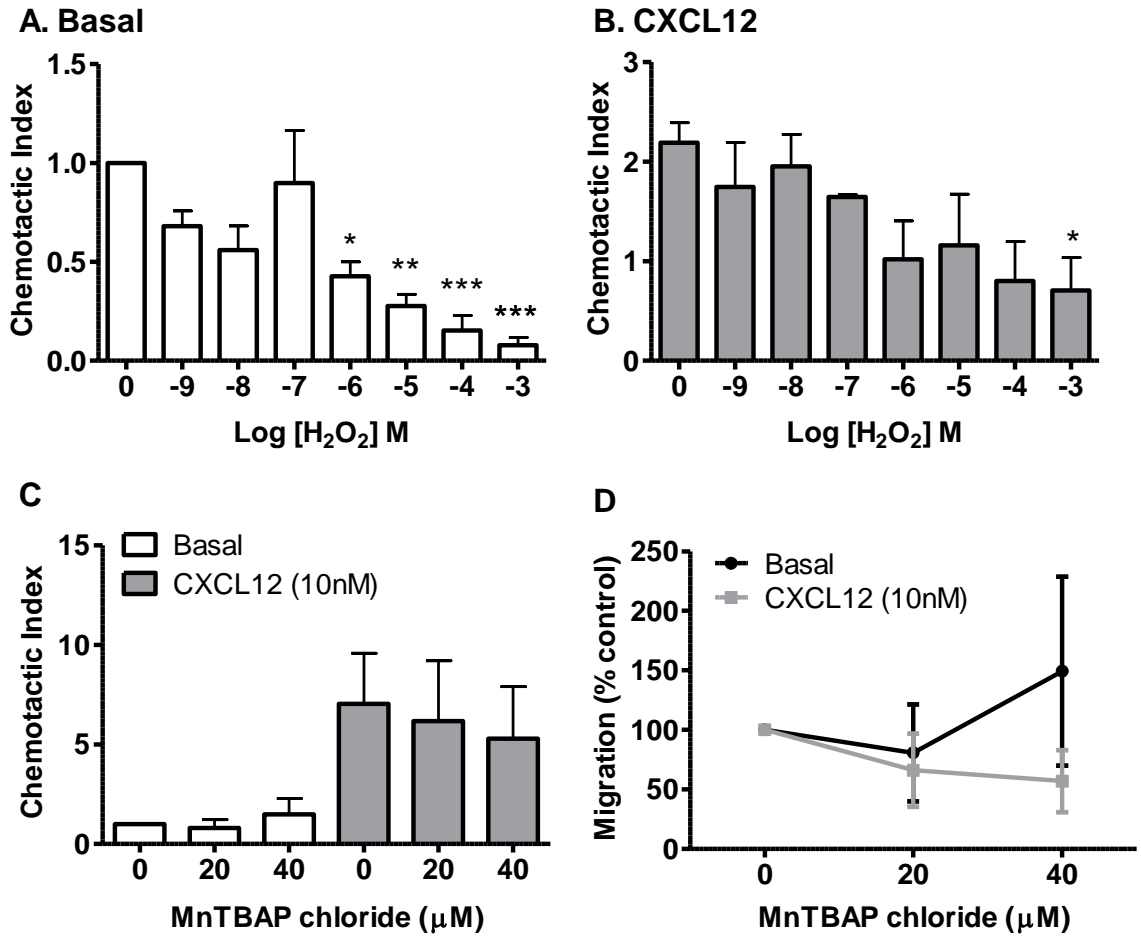 A. Basal
Chemotactic Index
1.5
1.0
0.5
0.0
*
**
***
***
0 -9 -8 -7 -6 -5 -4 -3
Log [H₂O₂] M
B. CXCL12
Chemotactic Index
3
2
1
0
*
0 -9 -8 -7 -6 -5 -4 -3
Log [H₂O₂] M
C
Chemotactic Index
15
10
5
0
Basal
CXCL12 (10nM)
0 20 40 0 20 40
MnTBAP chloride (μM)
D
Migration (% control)
250
200
150
100
50
0
Basal
CXCL12 (10nM)
0 20 40
MnTBAP chloride (μM)